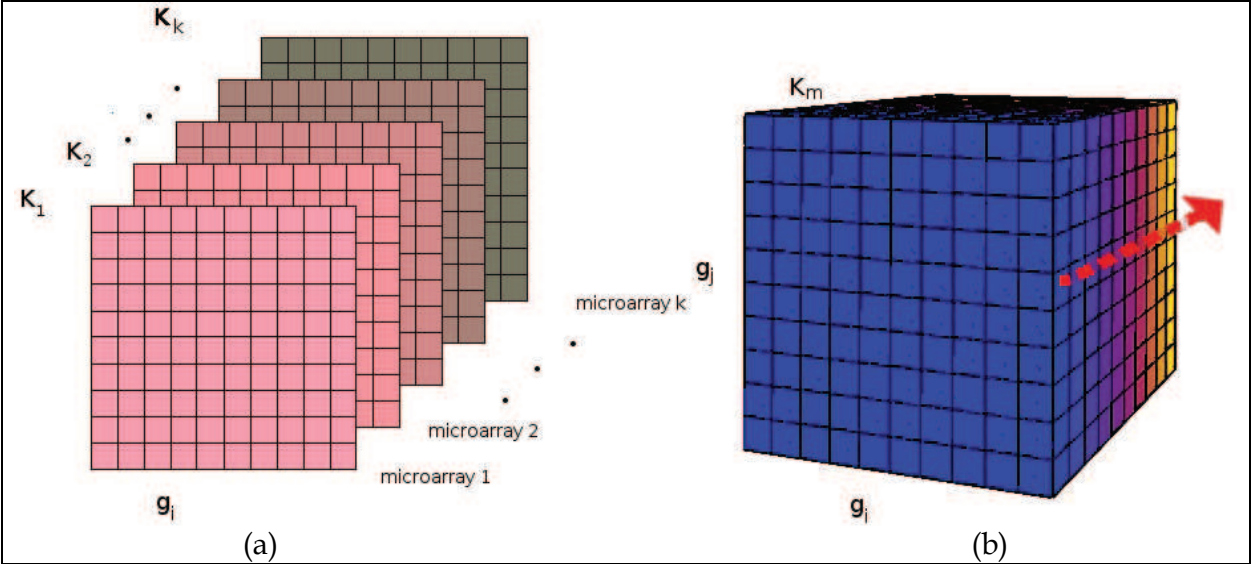 K_k
K_2
K_1
microarray k
microarray 2
microarray 1
g_i
(a)
K_m
g_j
g_i
(b)